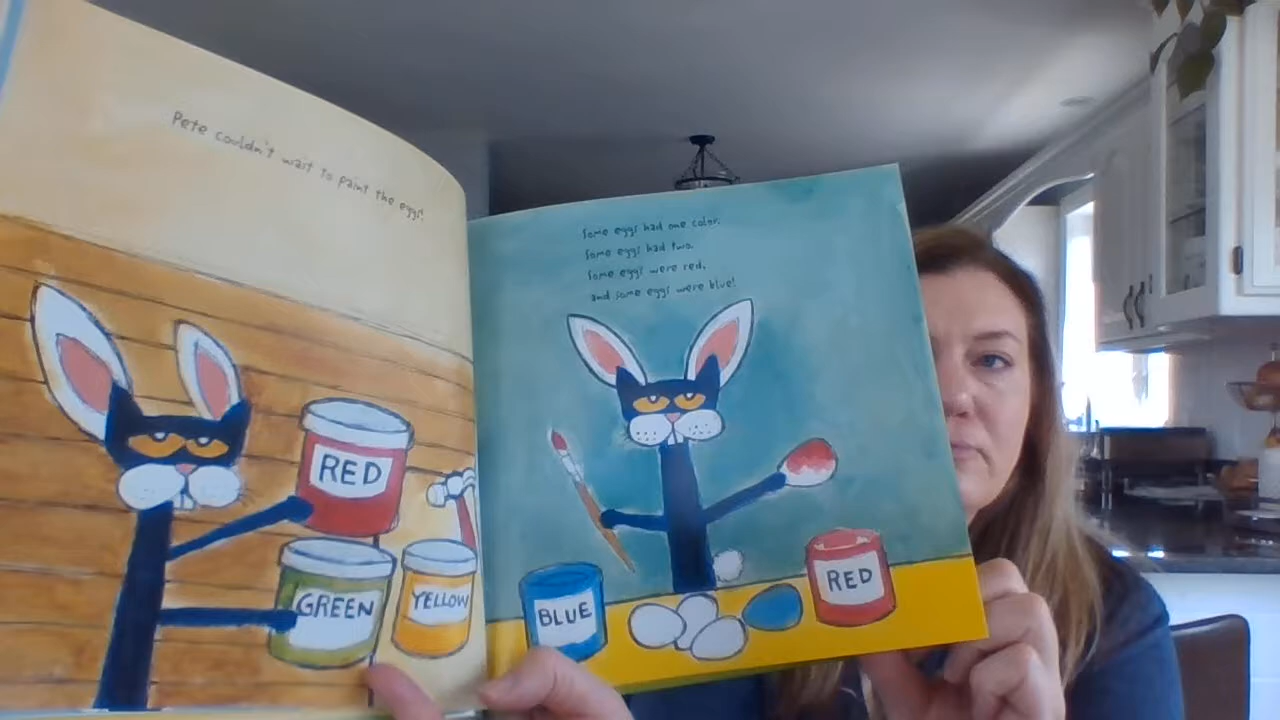 Pete couldn't wait to paint the eggs!
RED
GREEN
YELLOW
Some eggs had one color.
Some eggs had two.
Some eggs were red,
and some eggs were blue!
BLUE
RED